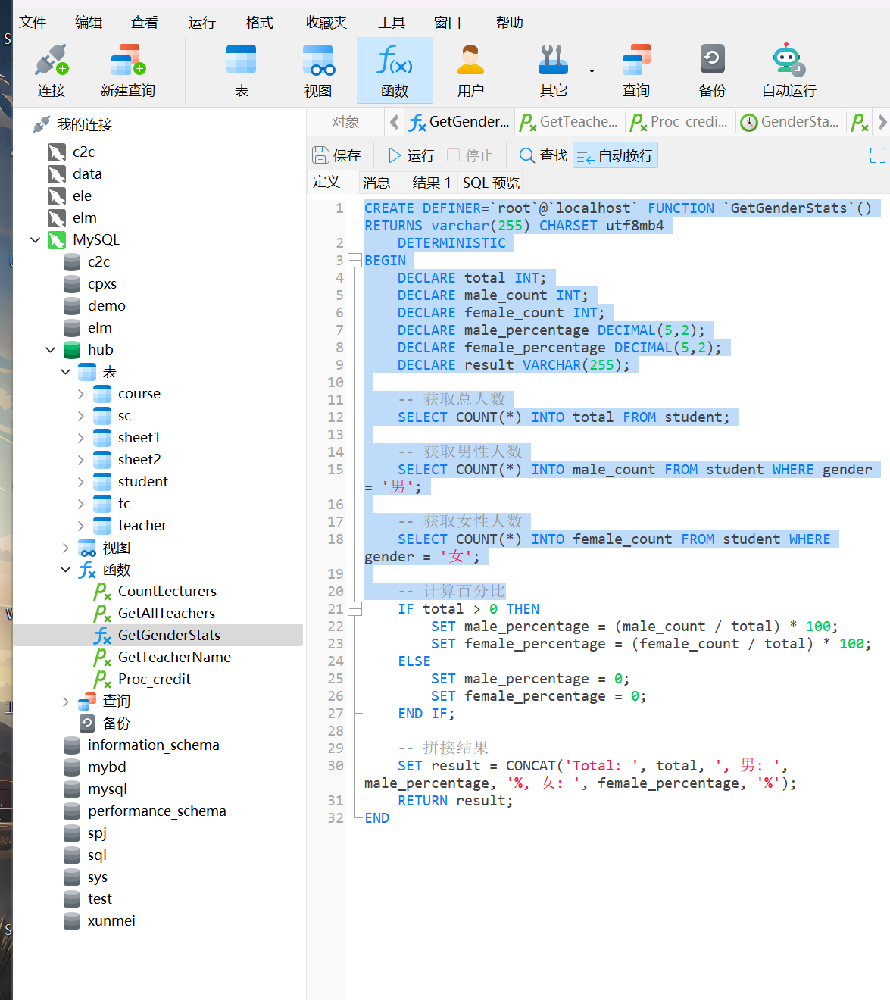 文件 编辑 查看 运行 格式 收藏夹 工具 窗口 帮助
连接 新建查询 表 视图 函数 用户 其它 查询 备份 自动运行
我的连接
c2c
data
ele
elm
MySQL
c2c
cpxs
demo
elm
hub
表
course
sc
sheet1
sheet2
student
tc
teacher
视图
函数
CountLecturers
GetAllTeachers
GetGenderStats
GetTeacherName
Proc_credit
查询
备份
information_schema
mybd
mysql
performance_schema
spj
sql
sys
test
xunmei
对象 GetGender... GetTeache... Proc_credi... GenderSta...
保存 运行 停止 查找 自动换行
定义 消息 结果 1 SQL 预览
1 CREATE DEFINER=`root`@`localhost` FUNCTION `GetGenderStats`()
RETURNS varchar(255) CHARSET utf8mb4
2 DETERMINISTIC
3 BEGIN
4 DECLARE total INT;
5 DECLARE male_count INT;
6 DECLARE female_count INT;
7 DECLARE male_percentage DECIMAL(5,2);
8 DECLARE female_percentage DECIMAL(5,2);
9 DECLARE result VARCHAR(255);
10
11 -- 获取总人数
12 SELECT COUNT(*) INTO total FROM student;
13
14 -- 获取男性人数
15 SELECT COUNT(*) INTO male_count FROM student WHERE gender
= '男';
16
17 -- 获取女性人数
18 SELECT COUNT(*) INTO female_count FROM student WHERE
gender = '女';
19
20 -- 计算百分比
21 IF total > 0 THEN
22 SET male_percentage = (male_count / total) * 100;
23 SET female_percentage = (female_count / total) * 100;
24 ELSE
25 SET male_percentage = 0;
26 SET female_percentage = 0;
27 END IF;
28
29 -- 拼接结果
30 SET result = CONCAT('Total: ', total, ', 男: ',
male_percentage, '%, 女: ', female_percentage, '%');
31 RETURN result;
32 END